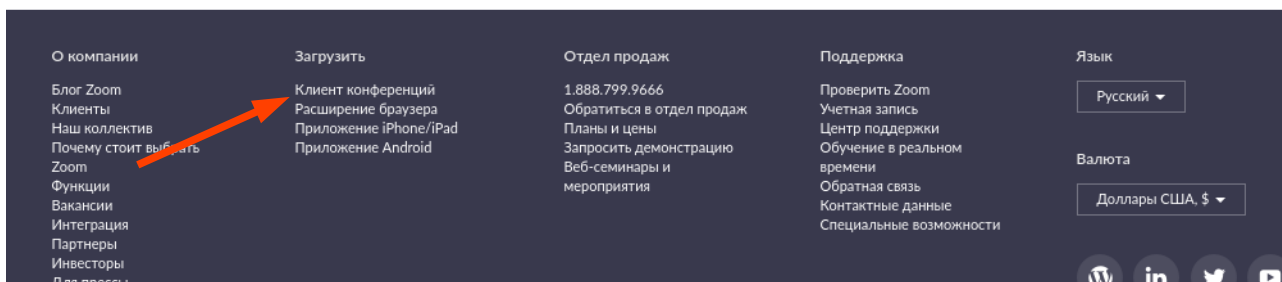 О компании
Блог Zoom
Клиенты
Наш коллектив
Почему стоит выбрать
Zoom
Функции
Вакансии
Интеграция
Партнеры
Инвесторы
Для прессы
Загрузить
Клиент конференций
Расширение браузера
Приложение iPhone/iPad
Приложение Android
Отдел продаж
1.888.799.9666
Обратиться в отдел продаж
Планы и цены
Запросить демонстрацию
Веб-семинары и
мероприятия
Поддержка
Проверить Zoom
Учетная запись
Центр поддержки
Обучение в реальном
времени
Обратная связь
Контактные данные
Специальные возможности
Язык
Русский
Валюта
Доллары США, $
in